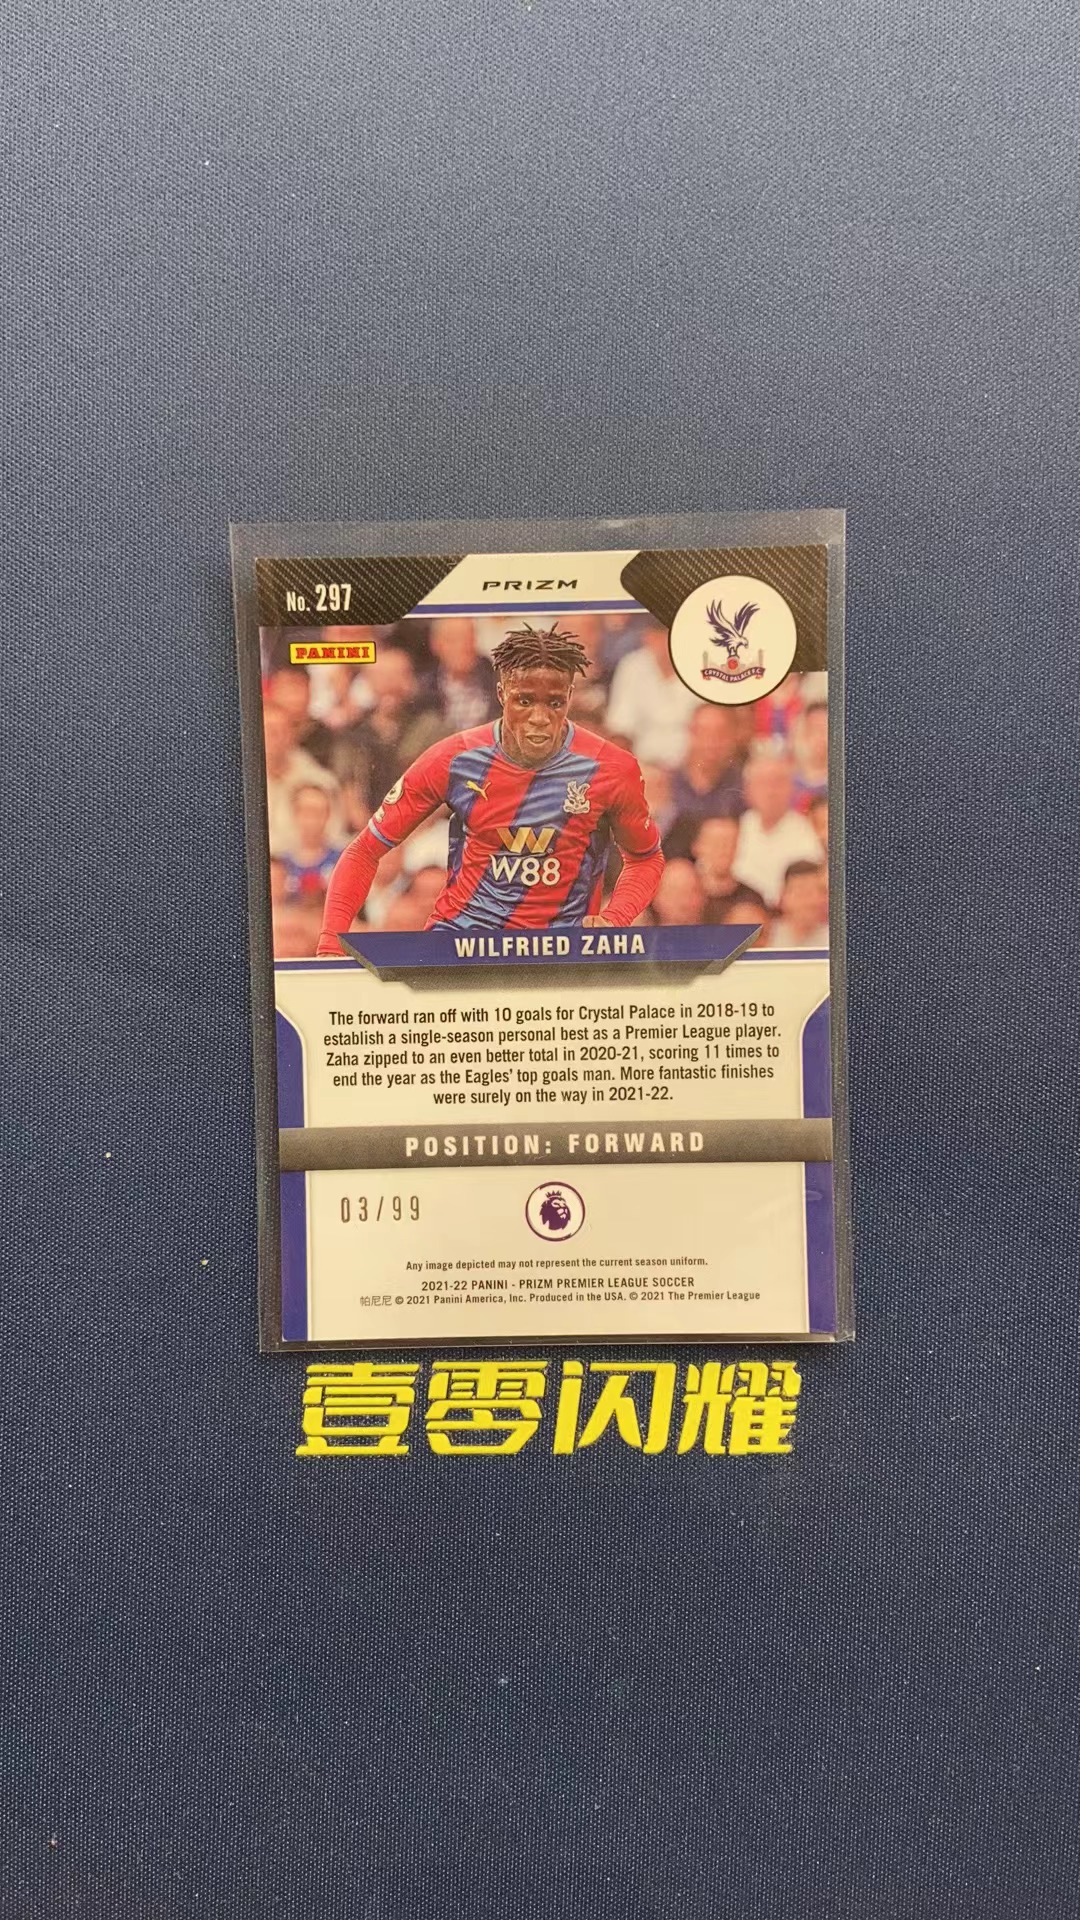 No. 297
PRIZM
PANINI
CRYSTAL PALACE F.C.
W88
WILFRIED ZAHA
The forward ran off with 10 goals for Crystal Palace in 2018-19 to
establish a single-season personal best as a Premier League player.
Zaha zipped to an even better total in 2020-21, scoring 11 times to
end the year as the Eagles' top goals man. More fantastic finishes
were surely on the way in 2021-22.
POSITION: FORWARD
03/99
Any image depicted may not represent the current season uniform.
2021-22 PANINI - PRIZM PREMIER LEAGUE SOCCER
帕尼尼 © 2021 Panini America, Inc. Produced in the USA. © 2021 The Premier League
壹零闪耀